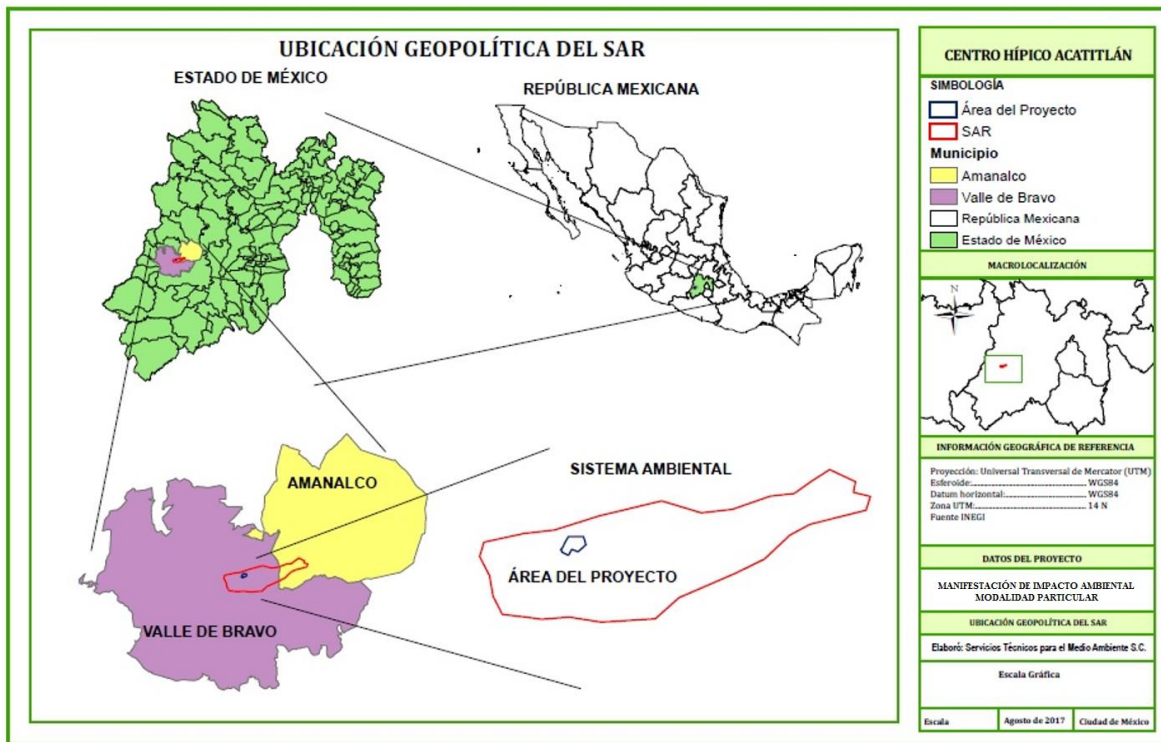 UBICACIÓN GEOPOLÍTICA DEL SAR
ESTADO DE MÉXICO
REPÚBLICA MEXICANA
AMANALCO
VALLE DE BRAVO
SISTEMA AMBIENTAL
ÁREA DEL PROYECTO
CENTRO HÍPICO ACATITLÁN
SIMBOLOGÍA
Área del Proyecto
SAR
Municipio
Amanalco
Valle de Bravo
República Mexicana
Estado de México
MACROLOCALIZACIÓN
N
INFORMACIÓN GEOGRÁFICA DE REFERENCIA
Proyección: Universal Transversal de Mercator (UTM)
Esferoide:.................................... WGS84
Datum horizontal:......................... WGS84
Zona UTM:................................... 14 N
Fuente INEGI
DATOS DEL PROYECTO
MANIFESTACIÓN DE IMPACTO AMBIENTAL
MODALIDAD PARTICULAR
UBICACIÓN GEOPOLÍTICA DEL SAR
Elaboró: Servicios Técnicos para el Medio Ambiente S.C.
Escala Gráfica
Escala
Agosto de 2017
Ciudad de México